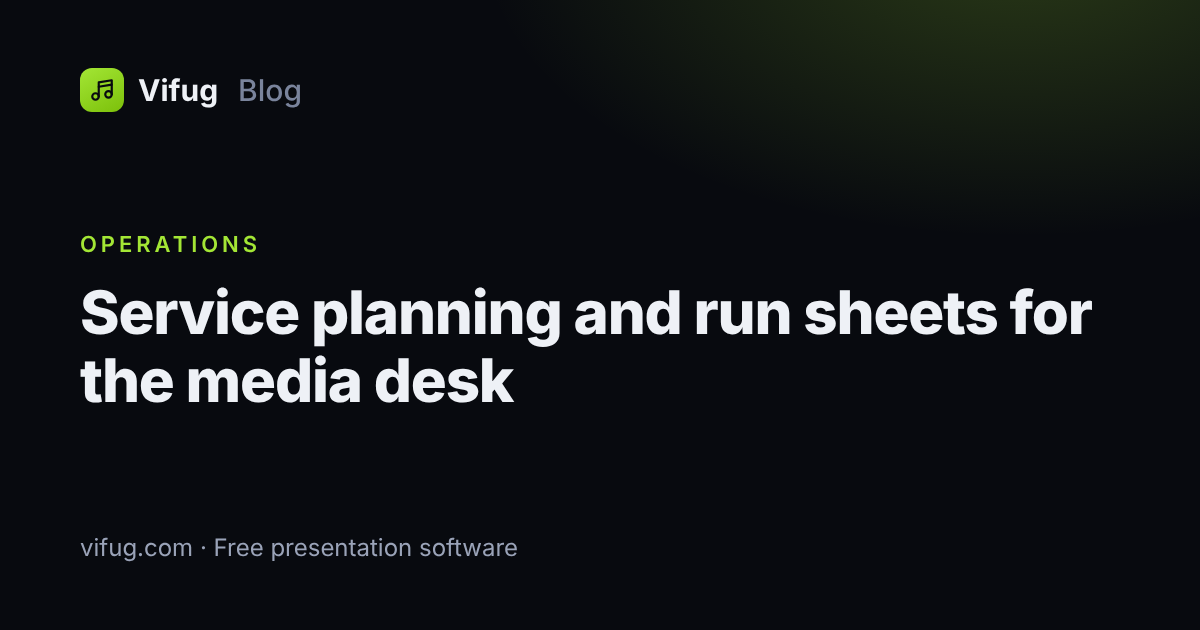 Vifug Blog
OPERATIONS
Service planning and run sheets for
the media desk
vifug.com · Free presentation software